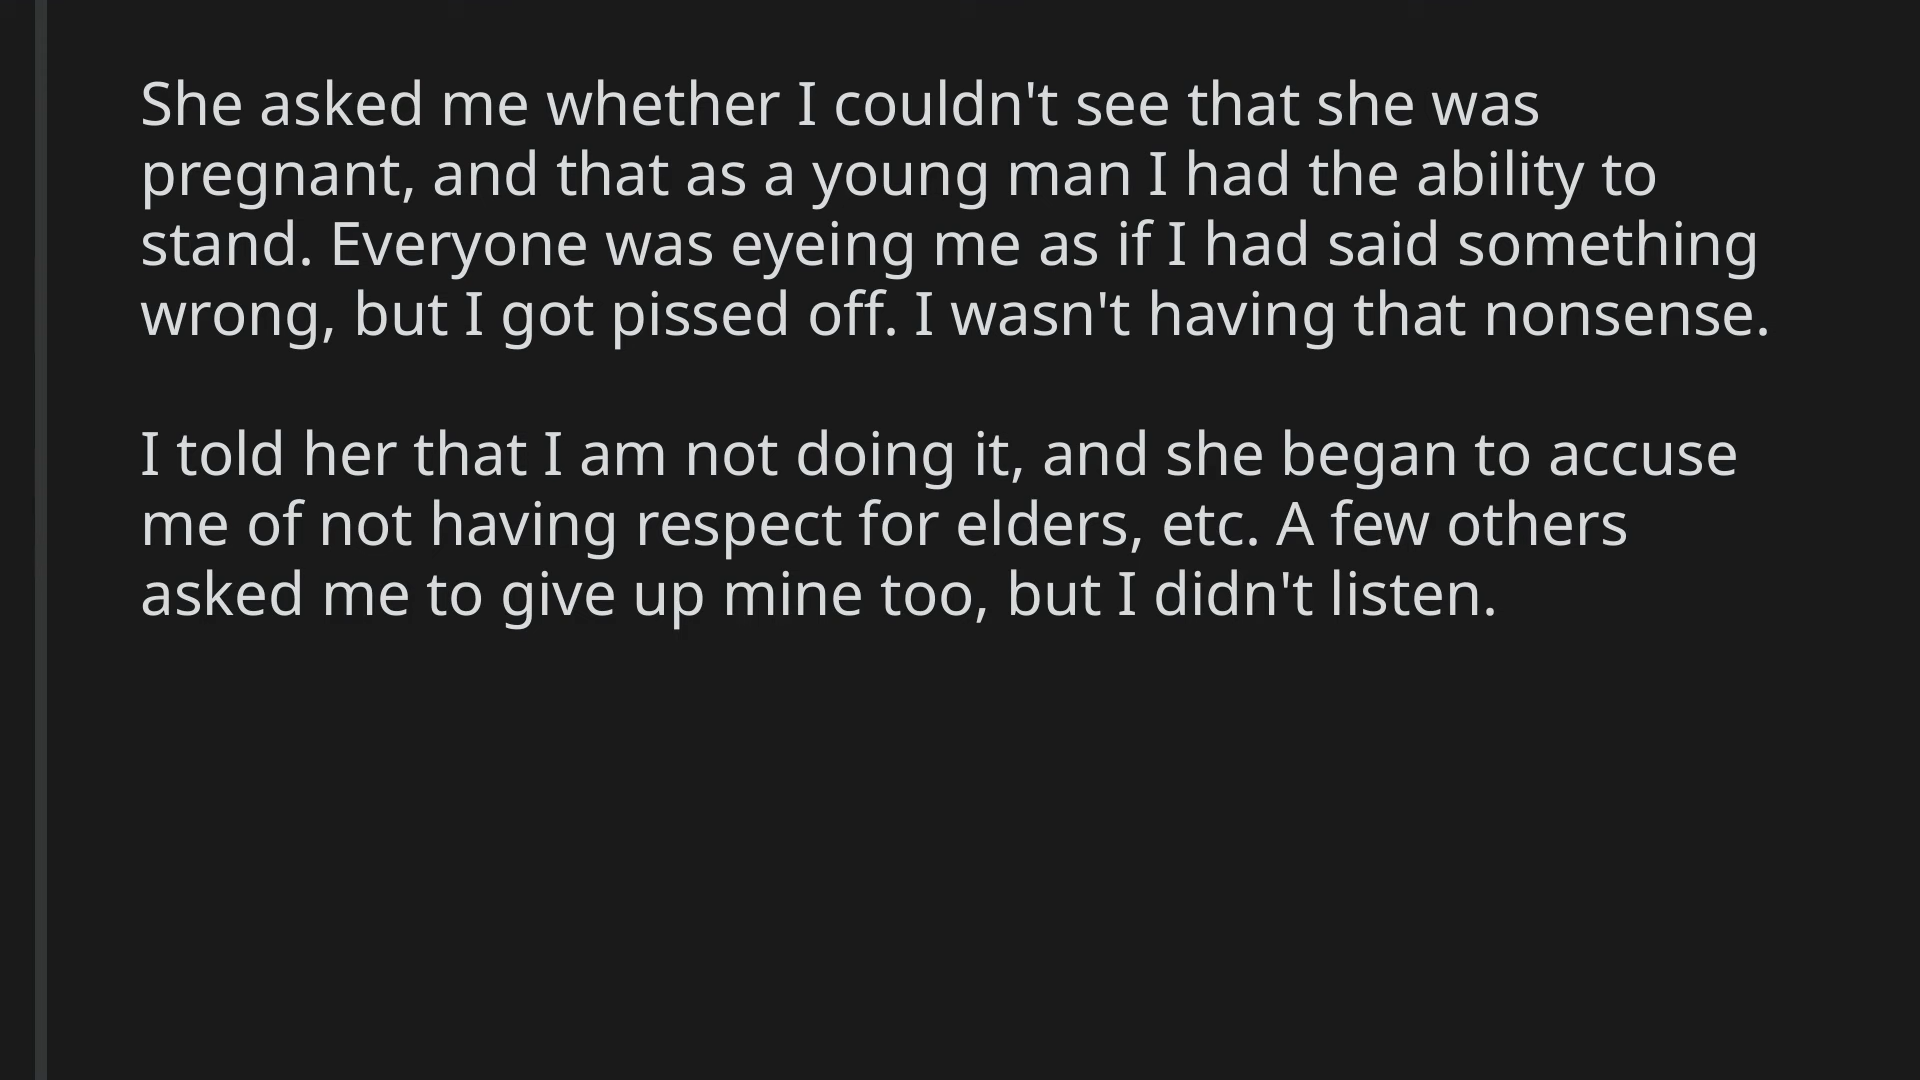 She asked me whether I couldn't see that she was
pregnant, and that as a young man I had the ability to
stand. Everyone was eyeing me as if I had said something
wrong, but I got pissed off. I wasn't having that nonsense.
I told her that I am not doing it, and she began to accuse
me of not having respect for elders, etc. A few others
asked me to give up mine too, but I didn't listen.